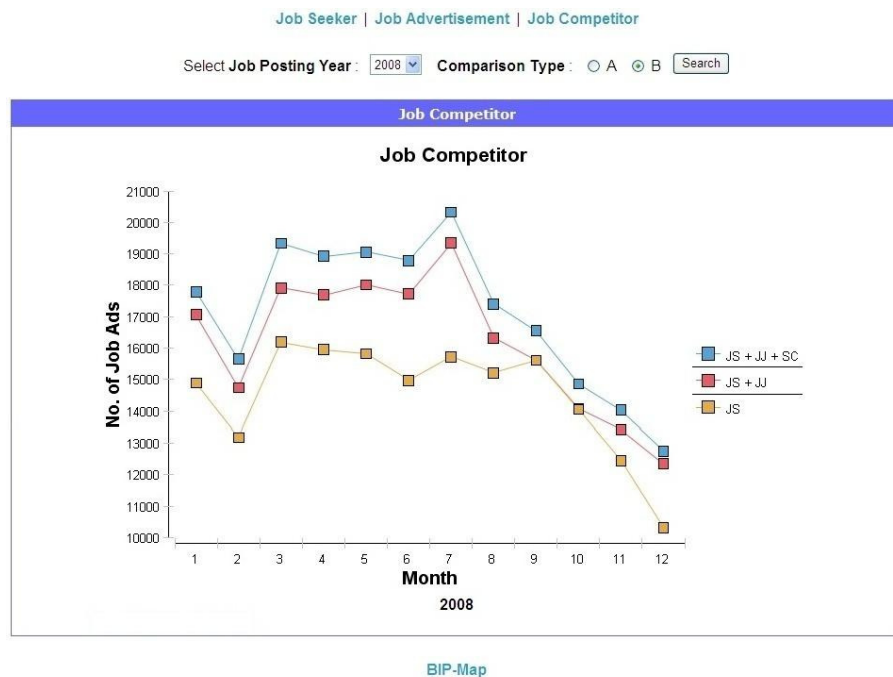 Job Seeker | Job Advertisement | Job Competitor
Select Job Posting Year : 2008 Comparison Type : A B Search
Job Competitor
Job Competitor
No. of Job Ads
21000
20000
19000
18000
17000
16000
15000
14000
13000
12000
11000
10000
JS + JJ + SC
JS + JJ
JS
1 2 3 4 5 6 7 8 9 10 11 12
Month
2008
BIP-Map